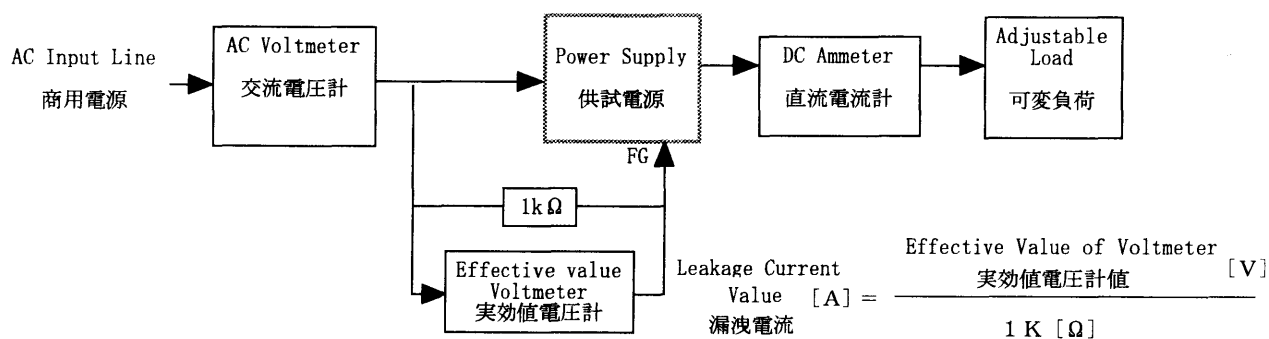 AC Input Line
商用電源
AC Voltmeter
交流電圧計
Power Supply
供試電源
DC Ammeter
直流電流計
Adjustable
Load
可変負荷
FG
1kΩ
Effective value
Voltmeter
実効値電圧計
Leakage Current
Value [A] =
漏洩電流
Effective Value of Voltmeter
実効値電圧計値 [V]
1 K [Ω]